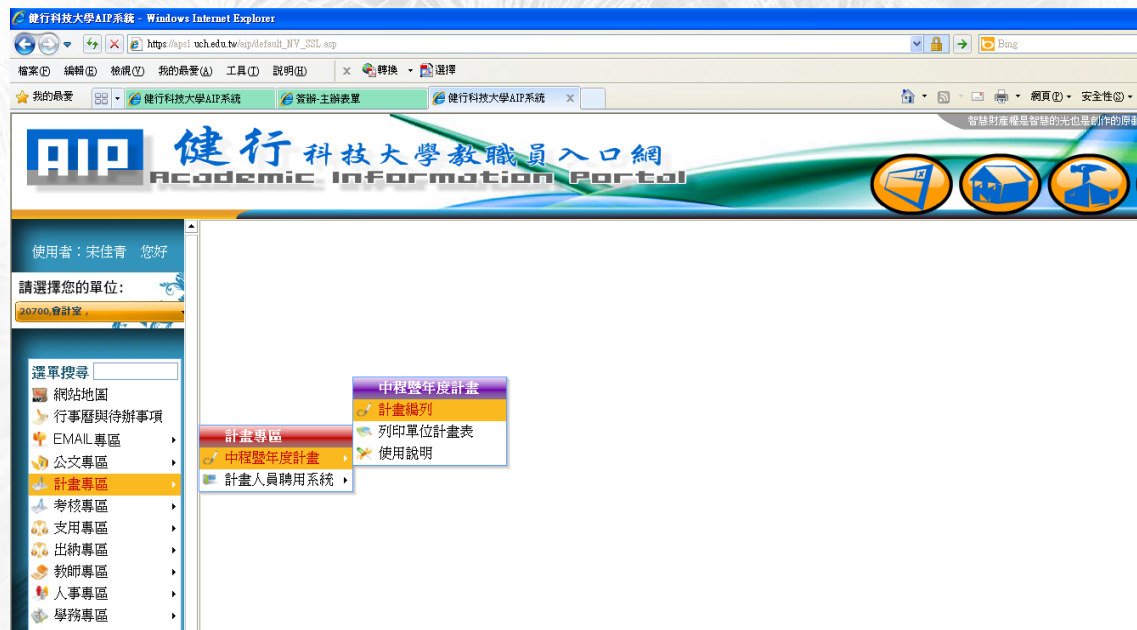 健行科技大學AIP系統 - Windows Internet Explorer
https://aps1.uch.edu.tw/aip/default_NV_SSL.asp
Bing
檔案(F) 編輯(E) 檢視(V) 我的最愛(A) 工具(T) 說明(H) x 轉換 選擇
我的最愛 健行科技大學AIP系統 簽辦-主辦表單 健行科技大學AIP系統 x 網頁(P) 安全性(S)
智慧財產權是智慧的光也是創作的原動
AIP 健行科技大學教職員入口網
Academic Information Portal
使用者：宋佳青 您好
請選擇您的單位：
20700,會計室 ,
選單搜尋
網站地圖
行事曆與待辦事項
EMAIL專區
公文專區
計畫專區
考核專區
支用專區
出納專區
教師專區
人事專區
學務專區
計畫專區
中程暨年度計畫
計畫人員聘用系統
中程暨年度計畫
計畫編列
列印單位計畫表
使用說明